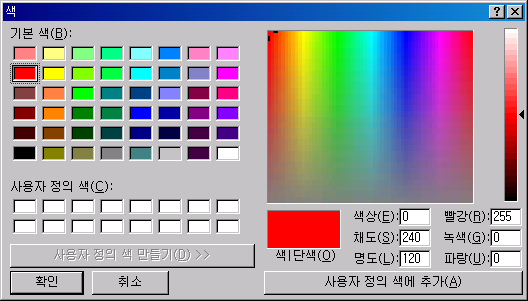 색
기본 색(B):
사용자 정의 색(C):
사용자 정의 색 만들기(D) >>
확인
취소
색|단색(O)
색상(E): 0
채도(S): 240
명도(L): 120
빨강(R): 255
녹색(G): 0
파랑(U): 0
사용자 정의 색에 추가(A)